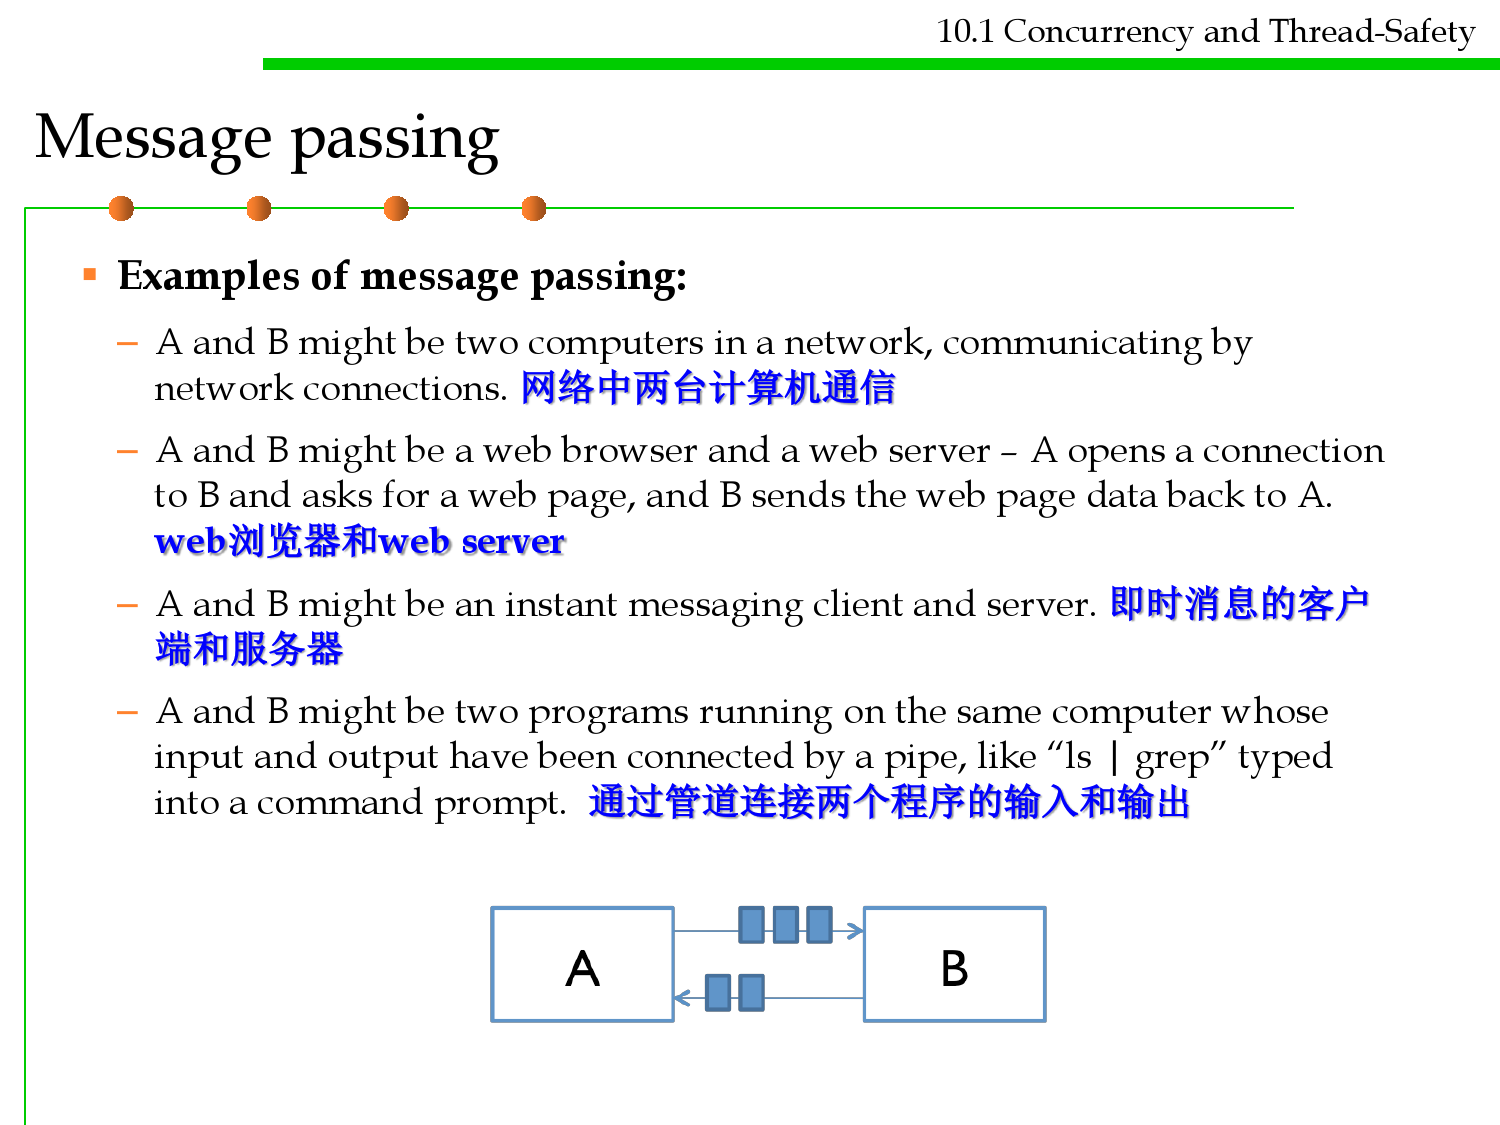 10.1 Concurrency and Thread-Safety
Message passing
▪ Examples of message passing:
– A and B might be two computers in a network, communicating by
network connections. 网络中两台计算机通信
– A and B might be a web browser and a web server – A opens a connection
to B and asks for a web page, and B sends the web page data back to A.
web浏览器和web server
– A and B might be an instant messaging client and server. 即时消息的客户
端和服务器
– A and B might be two programs running on the same computer whose
input and output have been connected by a pipe, like “ls | grep” typed
into a command prompt. 通过管道连接两个程序的输入和输出
A
B